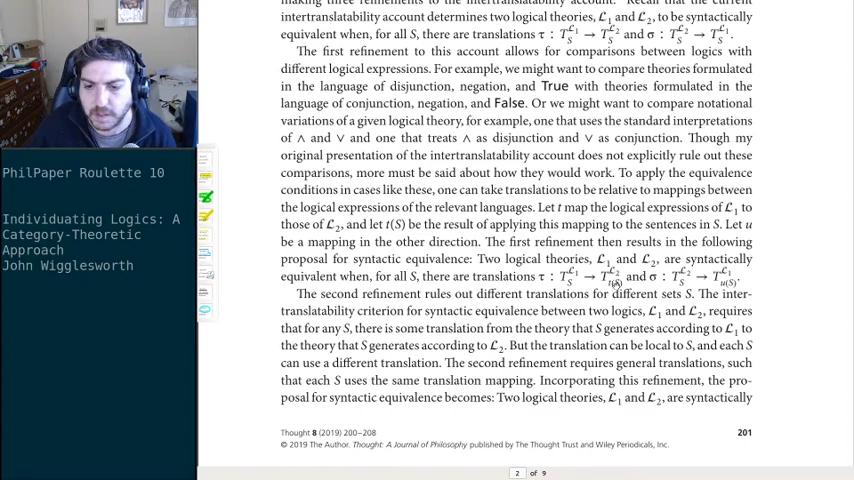 PhilPaper Roulette 10
Individuating Logics: A
Category-Theoretic
Approach
John Wigglesworth
making three refinements to the intertranslatability account. Recall that the current
intertranslatability account determines two logical theories, ℒ₁ and ℒ₂, to be syntactically
equivalent when, for all S, there are translations τ : T_S^ℒ₁ → T_S^ℒ₂ and σ : T_S^ℒ₂ → T_S^ℒ₁.
The first refinement to this account allows for comparisons between logics with
different logical expressions. For example, we might want to compare theories formulated
in the language of disjunction, negation, and True with theories formulated in the
language of conjunction, negation, and False. Or we might want to compare notational
variations of a given logical theory, for example, one that uses the standard interpretations
of ∧ and ∨ and one that treats ∧ as disjunction and ∨ as conjunction. Though my
original presentation of the intertranslatability account does not explicitly rule out these
comparisons, more must be said about how they would work. To apply the equivalence
conditions in cases like these, one can take translations to be relative to mappings between
the logical expressions of the relevant languages. Let t map the logical expressions of ℒ₁ to
those of ℒ₂, and let t(S) be the result of applying this mapping to the sentences in S. Let u
be a mapping in the other direction. The first refinement then results in the following
proposal for syntactic equivalence: Two logical theories, ℒ₁ and ℒ₂, are syntactically
equivalent when, for all S, there are translations τ : T_S^ℒ₁ → T_t(S)^ℒ₂ and σ : T_S^ℒ₂ → T_u(S)^ℒ₁.
The second refinement rules out different translations for different sets S. The inter-
translatability criterion for syntactic equivalence between two logics, ℒ₁ and ℒ₂, requires
that for any S, there is some translation from the theory that S generates according to ℒ₁ to
the theory that S generates according to ℒ₂. But the translation can be local to S, and each S
can use a different translation. The second refinement requires general translations, such
that each S uses the same translation mapping. Incorporating this refinement, the pro-
posal for syntactic equivalence becomes: Two logical theories, ℒ₁ and ℒ₂, are syntactically
Thought 8 (2019) 200–208 201
© 2019 The Author. Thought: A Journal of Philosophy published by The Thought Trust and Wiley Periodicals, Inc.
2 of 9